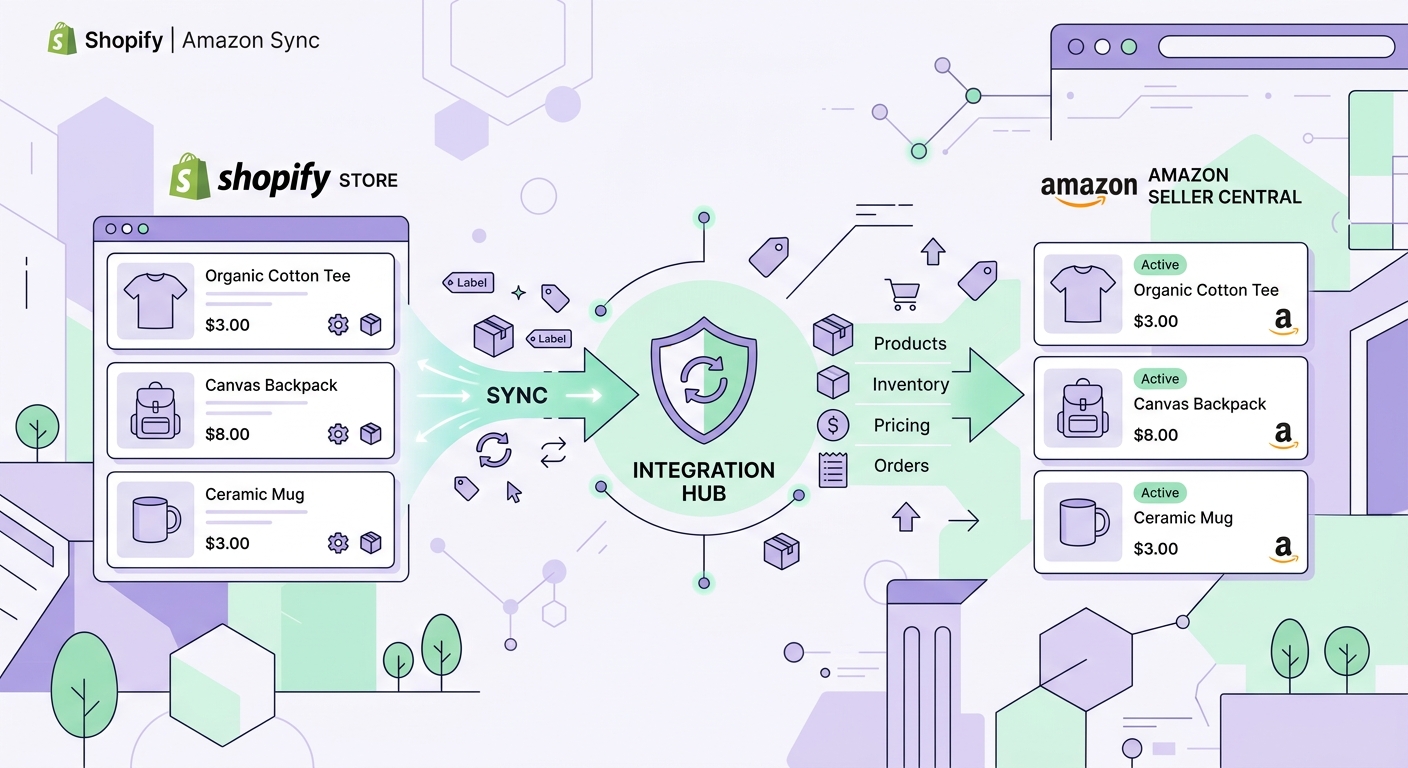 Shopify | Amazon Sync
shopify STORE
Organic Cotton Tee
$3.00
Canvas Backpack
$8.00
Ceramic Mug
$3.00
Label
Label
SYNC
INTEGRATION
HUB
Products
Inventory
$
Pricing
Orders
amazon
AMAZON
SELLER CENTRAL
Active
Organic Cotton Tee
$3.00
a
Active
Canvas Backpack
$8.00
a
Active
Ceramic Mug
$3.00
a